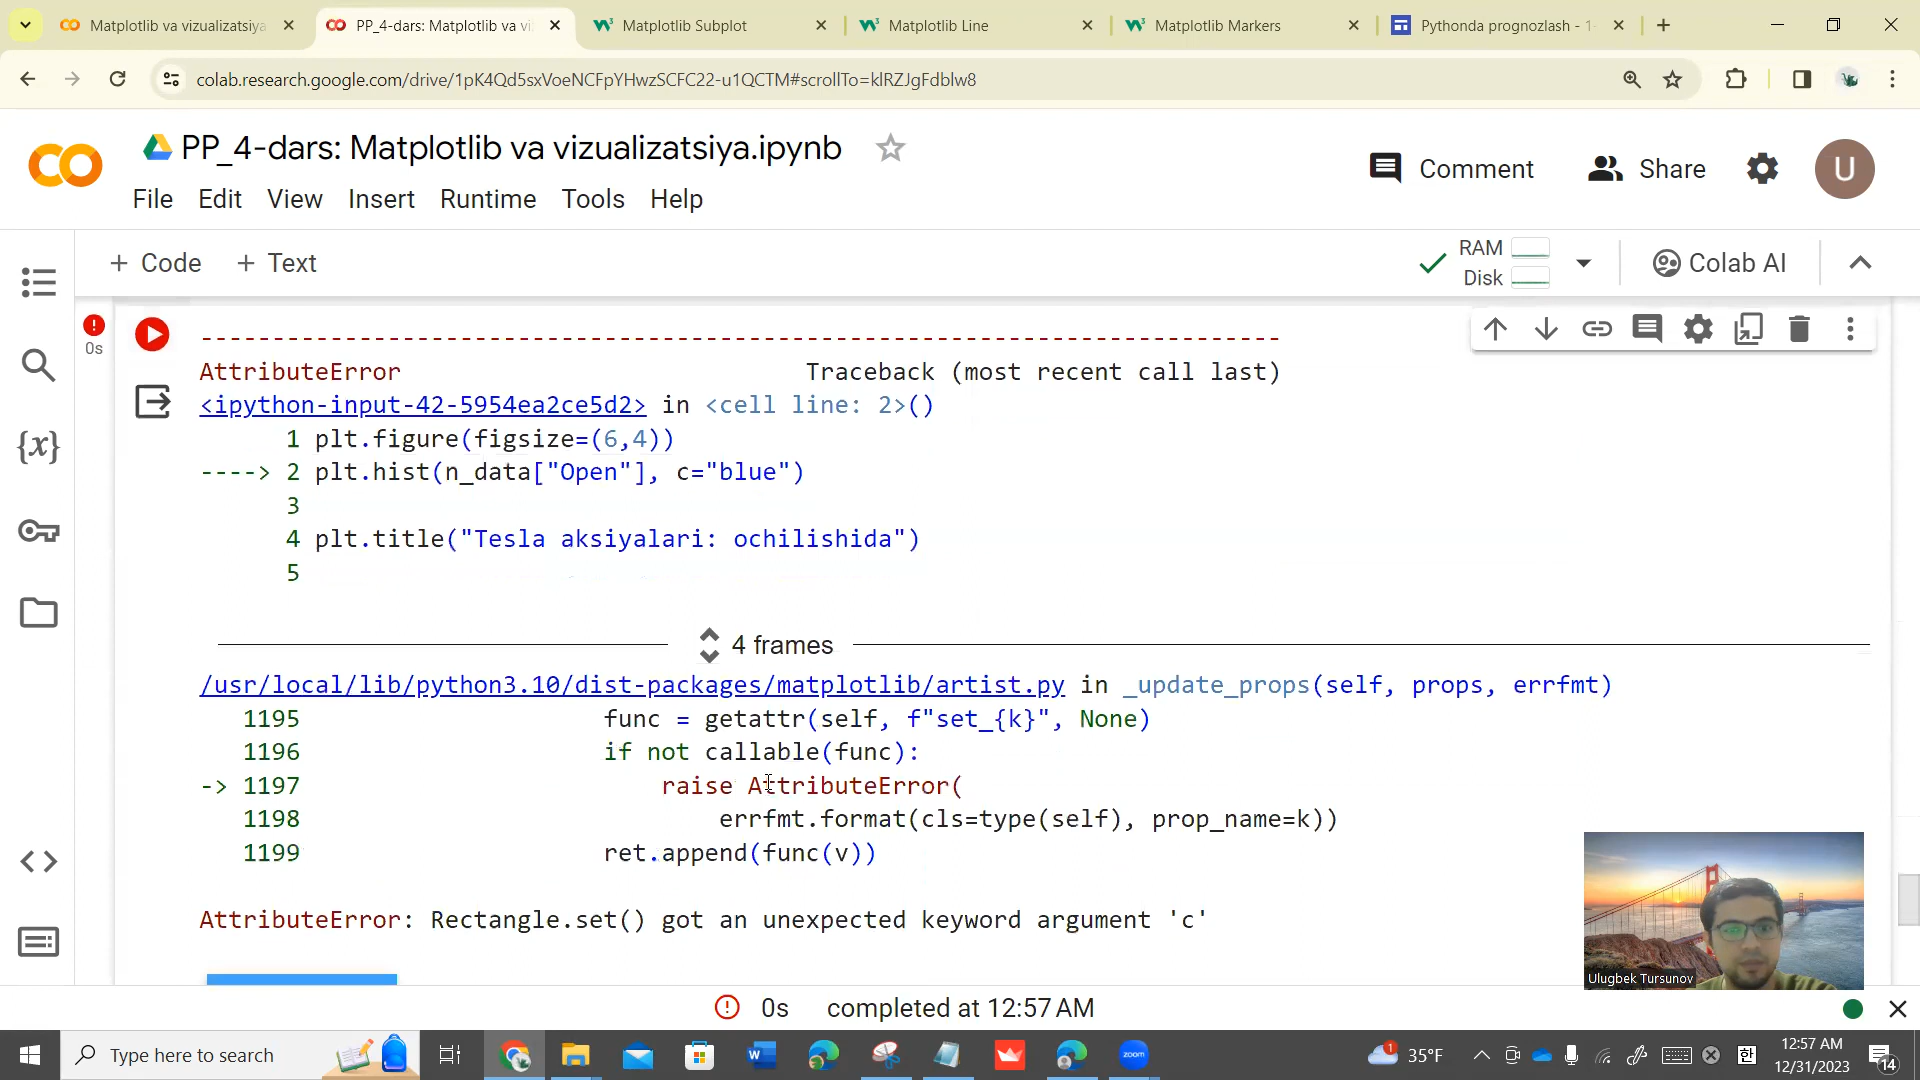 Matplotlib va vizualizatsiya
PP_4-dars: Matplotlib va vi
Matplotlib Subplot
Matplotlib Line
Matplotlib Markers
Pythonda prognozlash - 1-
colab.research.google.com/drive/1pK4Qd5sxVoeNCFpYHwzSCFC22-u1QCTM#scrollTo=klRZJgFdblw8
PP_4-dars: Matplotlib va vizualizatsiya.ipynb
Comment
Share
U
File Edit View Insert Runtime Tools Help
+ Code + Text
RAM
Disk
Colab AI
0s
---------------------------------------------------------------------------
AttributeError Traceback (most recent call last)
<ipython-input-42-5954ea2ce5d2> in <cell line: 2>()
1 plt.figure(figsize=(6,4))
----> 2 plt.hist(n_data["Open"], c="blue")
3
4 plt.title("Tesla aksiyalari: ochilishida")
5
4 frames
/usr/local/lib/python3.10/dist-packages/matplotlib/artist.py in _update_props(self, props, errfmt)
1195 func = getattr(self, f"set_{k}", None)
1196 if not callable(func):
-> 1197 raise AttributeError(
1198 errfmt.format(cls=type(self), prop_name=k))
1199 ret.append(func(v))
AttributeError: Rectangle.set() got an unexpected keyword argument 'c'
Ulugbek Tursunov
0s completed at 12:57 AM
Type here to search
zoom
1
35°F
한
12:57 AM
12/31/2023
14